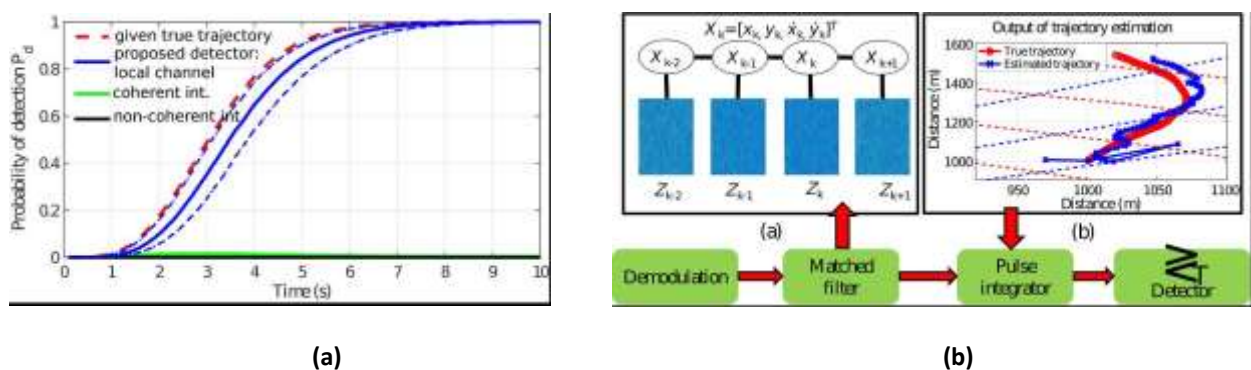 Probability of detection P_d
1
0.8
0.6
0.4
0.2
0
0 1 2 3 4 5 6 7 8 9 10
Time (s)
given true trajectory
proposed detector:
local channel
coherent int.
non-coherent int.
(a)
X_k=[x_k, y_k, ẋ_k, ẏ_k]^T
X_k-2 X_k-1 X_k X_k+1
Z_k-2 Z_k-1 Z_k Z_k+1
(a)
Output of trajectory estimation
True trajectory
Estimated trajectory
Distance (m)
1600
1400
1200
1000
950 1000 1050 1100
Distance (m)
(b)
Demodulation
Matched
filter
Pulse
integrator
Detector
(b)